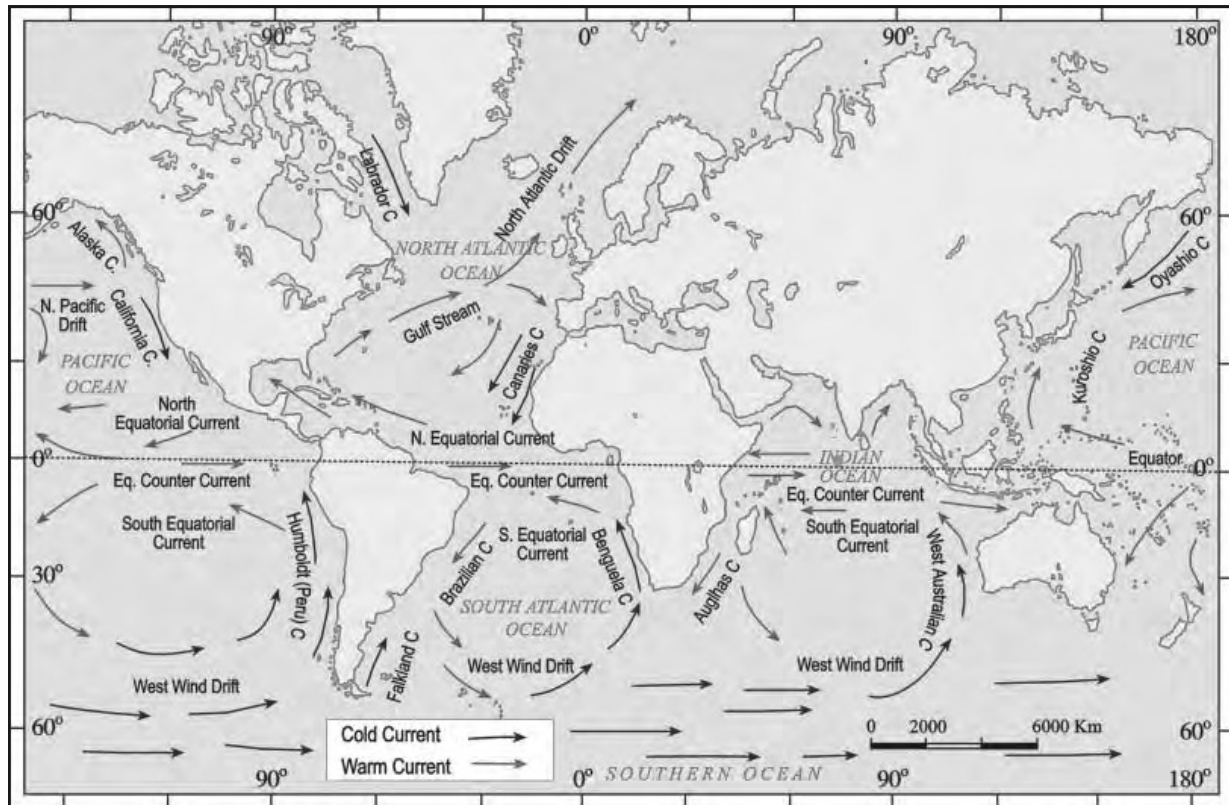 90° 0° 90° 180°
Labrador C
North Atlantic Drift
60° 60°
Alaska C.
NORTH ATLANTIC
OCEAN
Oyashio C
N. Pacific
Drift
California C.
Gulf Stream
Canaries C
Kuroshio C
PACIFIC
OCEAN
PACIFIC
OCEAN
North
Equatorial Current
N. Equatorial Current
INDIAN
OCEAN
Equator
0° 0°
Eq. Counter Current
Eq. Counter Current
Eq. Counter Current
South Equatorial
Current
Humboldt (Peru) C
Brazilian C
S. Equatorial
Current
Benguela C
Auglhas C
South Equatorial
Current
West Australian C
30° 30°
SOUTH ATLANTIC
OCEAN
Falkland C
West Wind Drift
West Wind Drift
West Wind Drift
60° 60°
Cold Current
Warm Current
0 2000 6000 Km
SOUTHERN OCEAN
90° 0° 90° 180°